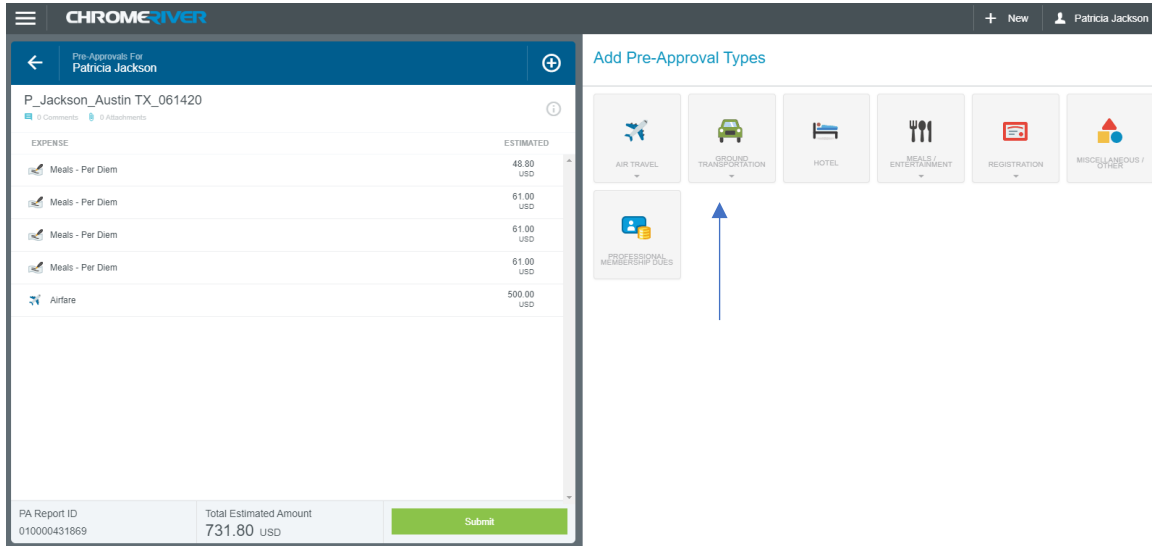 CHROMERIVER
+ New
Patricia Jackson
Pre-Approvals For
Patricia Jackson
P_Jackson_Austin TX_061420
0 Comments 0 Attachments
EXPENSE ESTIMATED
Meals - Per Diem 48.80
USD
Meals - Per Diem 61.00
USD
Meals - Per Diem 61.00
USD
Meals - Per Diem 61.00
USD
Airfare 500.00
USD
PA Report ID
010000431869
Total Estimated Amount
731.80 USD
Submit
Add Pre-Approval Types
AIR TRAVEL
GROUND
TRANSPORTATION
HOTEL
MEALS /
ENTERTAINMENT
REGISTRATION
MISCELLANEOUS /
OTHER
PROFESSIONAL
MEMBERSHIP DUES